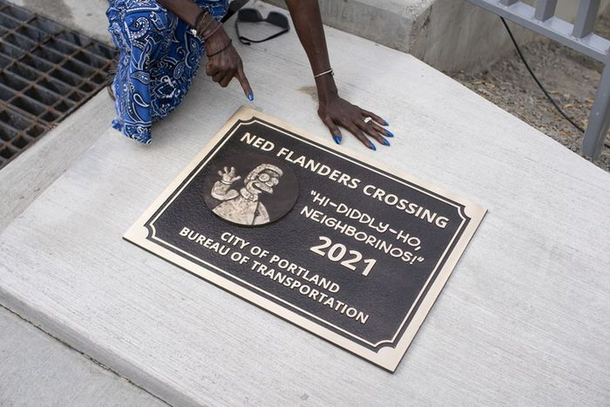 NED FLANDERS CROSSING
"HI-DIDDLY-HO,
NEIGHBORINOS!"
2021
CITY OF PORTLAND
BUREAU OF TRANSPORTATION